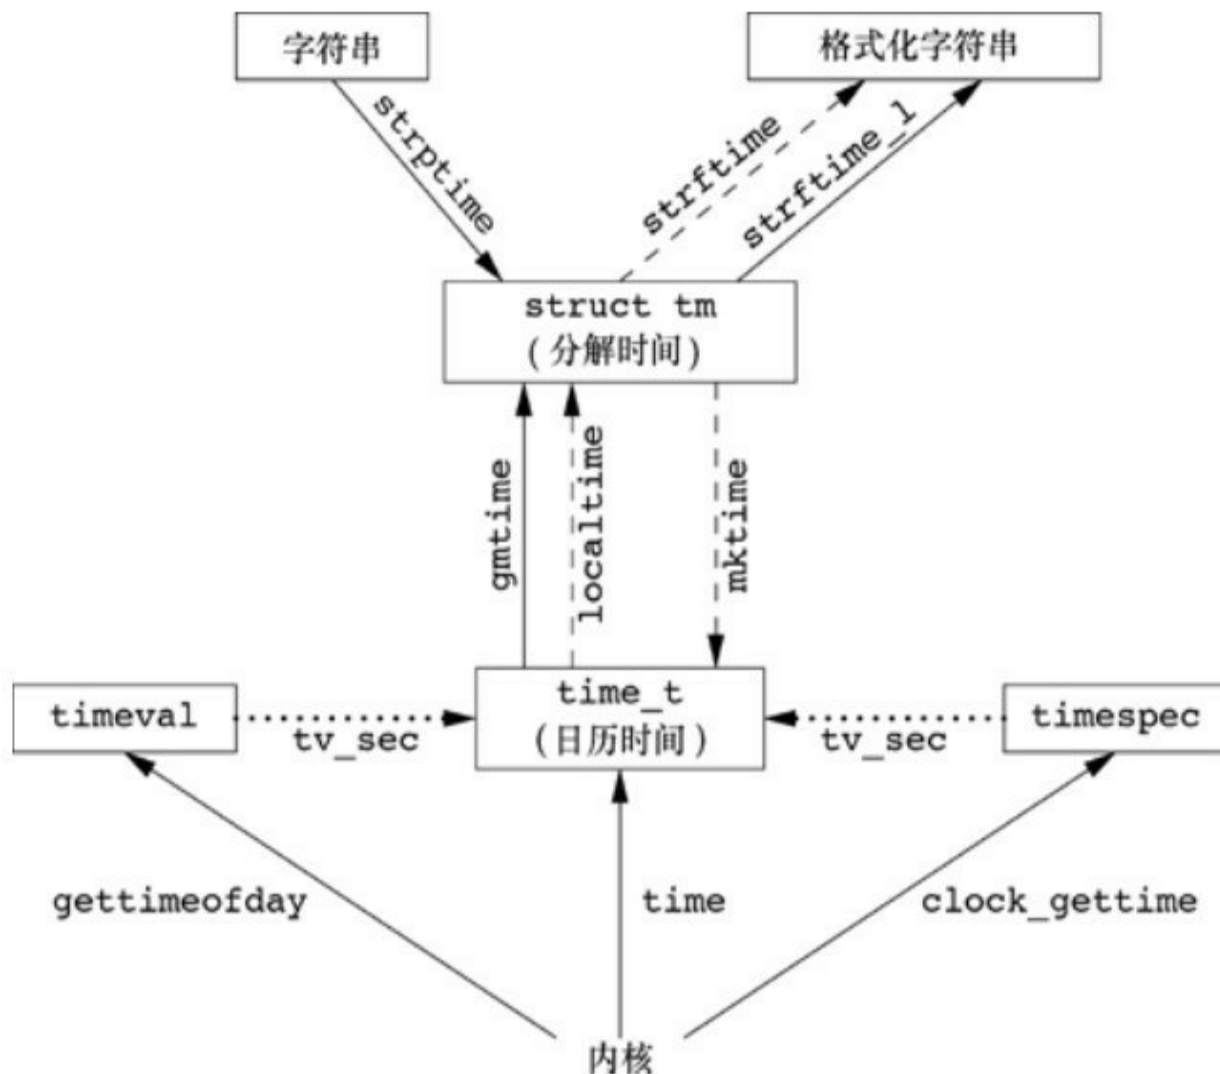 字符串
格式化字符串
strptime
strftime
strftime_l
struct tm
(分解时间)
gmtime
localtime
mktime
timeval
tv_sec
time_t
(日历时间)
tv_sec
timespec
gettimeofday
time
clock_gettime
内核